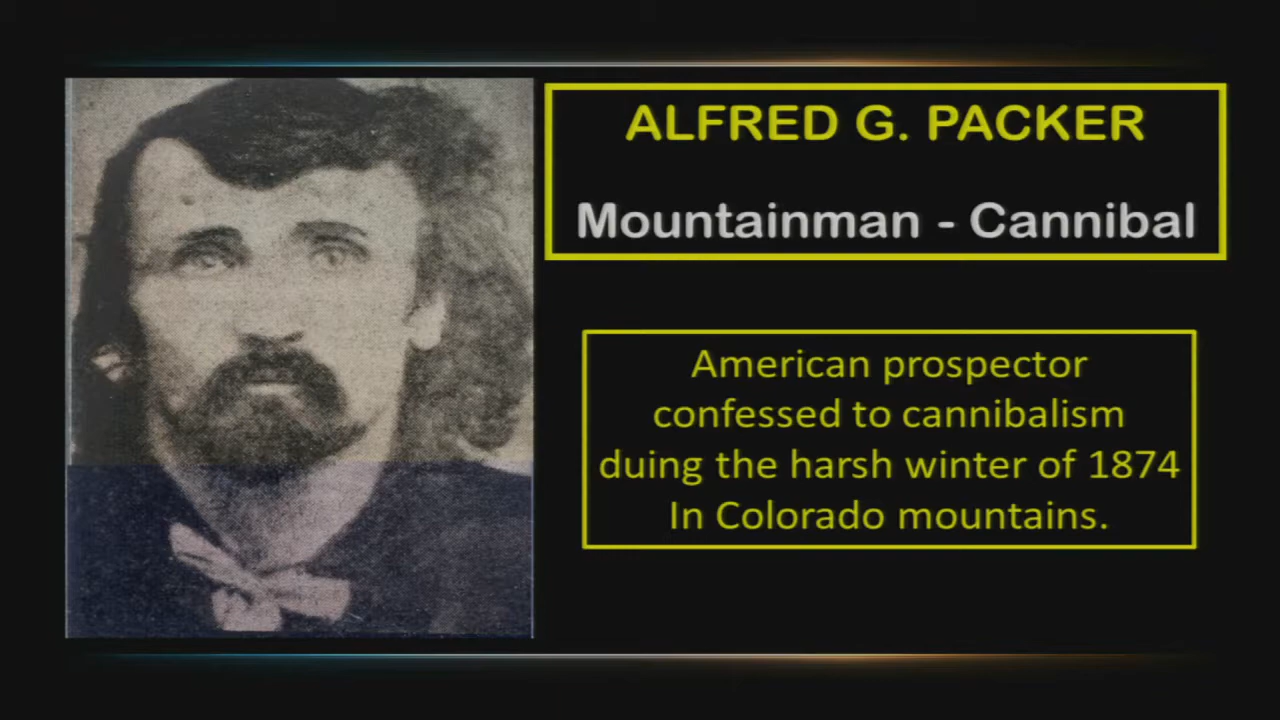 ALFRED G. PACKER
Mountainman - Cannibal
American prospector
confessed to cannibalism
duing the harsh winter of 1874
In Colorado mountains.